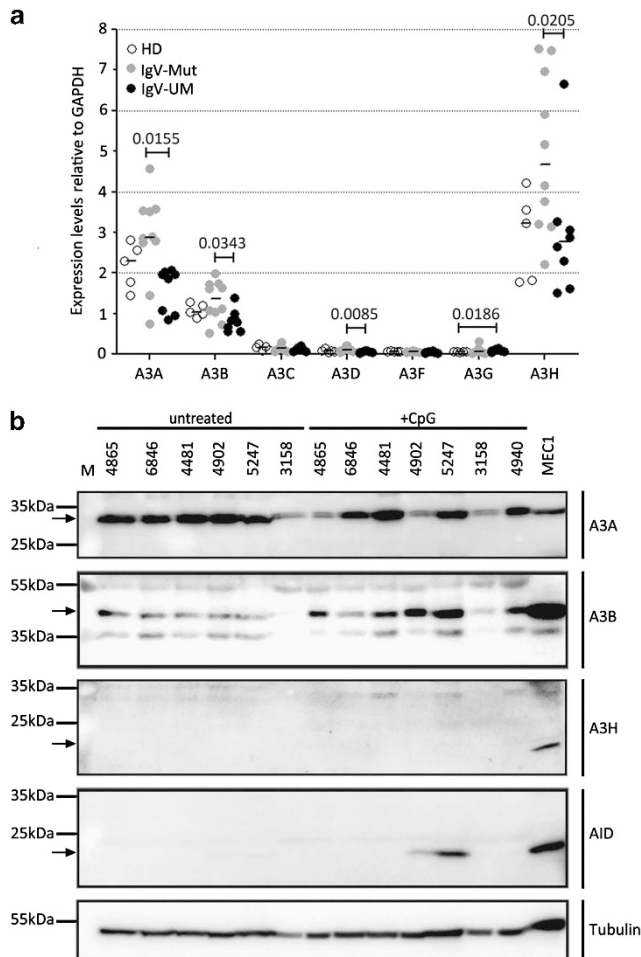 a
0.0205
HD
IgV-Mut
IgV-UM
Expression levels relative to GAPDH
8
7
6
5
4
3
2
1
0
0.0155
0.0343
0.0085
0.0186
A3A A3B A3C A3D A3F A3G A3H
b
untreated +CpG
M 4865 6846 4481 4902 5247 3158 4865 6846 4481 4902 5247 3158 4940 MEC1
35kDa
25kDa
A3A
55kDa
35kDa
A3B
35kDa
25kDa
A3H
35kDa
25kDa
AID
55kDa
Tubulin